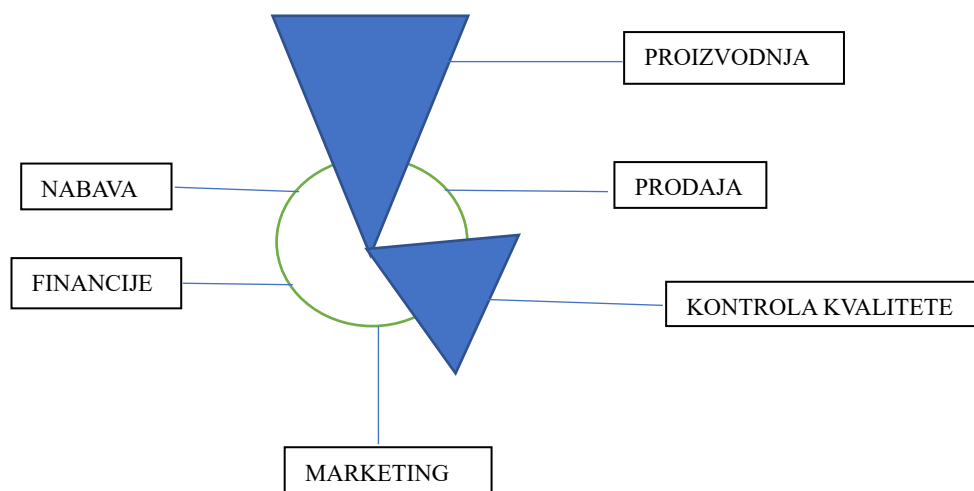 PROIZVODNJA
NABAVA
PRODAJA
FINANCIJE
KONTROLA KVALITETE
MARKETING